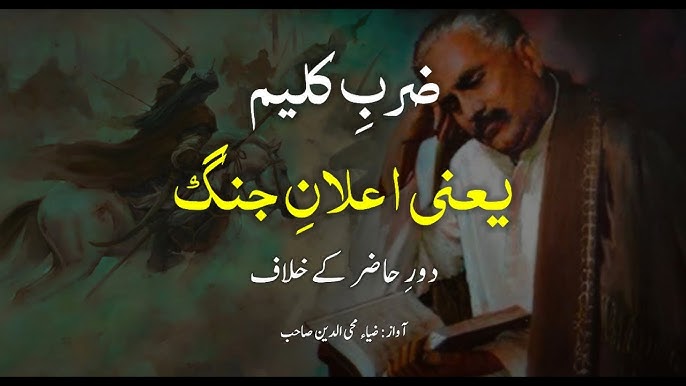 ضربِ کلیم
یعنی اعلانِ جنگ
دورِ حاضر کے خلاف
آواز: ضیاء محی الدین صاحب